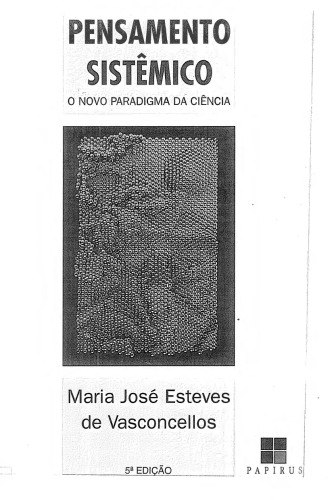 PENSAMENTO
SISTÊMICO
O NOVO PARADIGMA DA CIÊNCIA
Maria José Esteves
de Vasconcellos
5ª EDIÇÃO
PAPIRUS